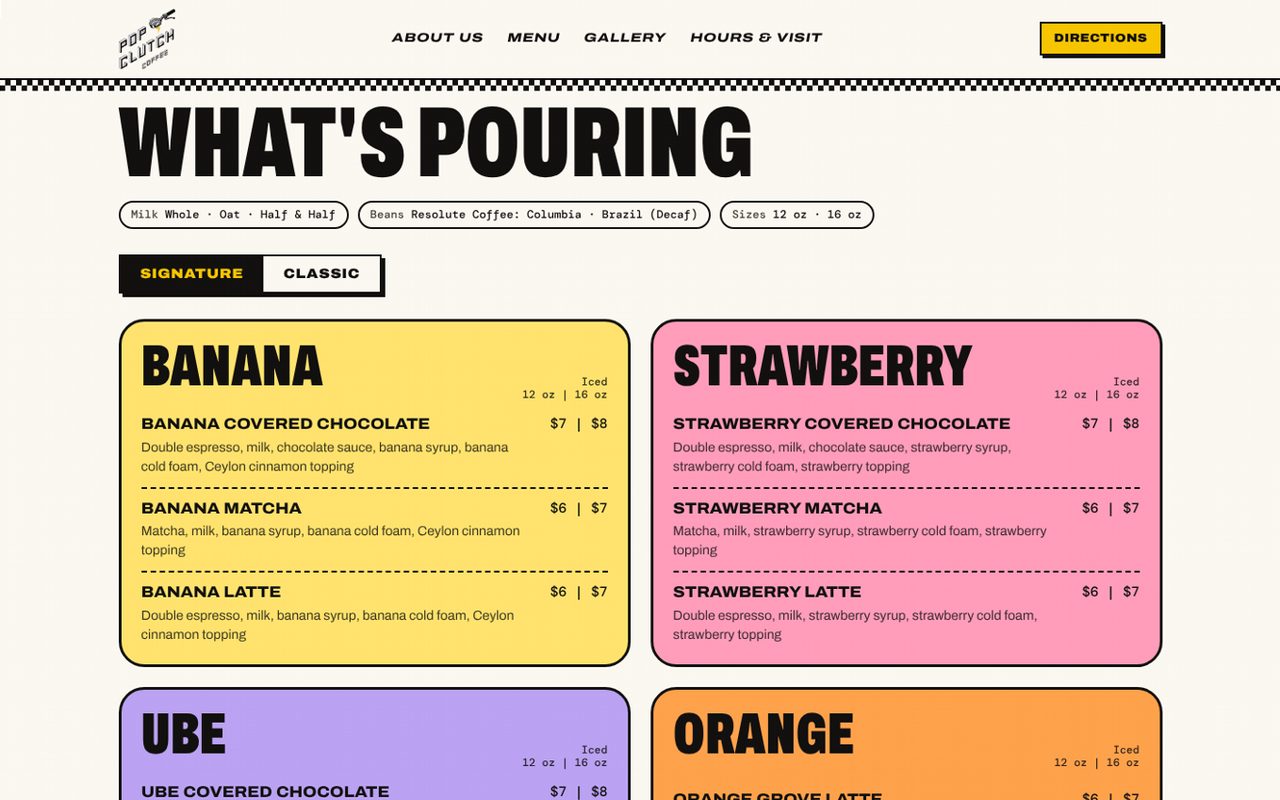 POP
CLUTCH
COFFEE
ABOUT US MENU GALLERY HOURS & VISIT
DIRECTIONS
WHAT'S POURING
Milk Whole · Oat · Half & Half
Beans Resolute Coffee: Columbia · Brazil (Decaf)
Sizes 12 oz · 16 oz
SIGNATURE CLASSIC
BANANA
Iced
12 oz | 16 oz
BANANA COVERED CHOCOLATE $7 | $8
Double espresso, milk, chocolate sauce, banana syrup, banana
cold foam, Ceylon cinnamon topping
BANANA MATCHA $6 | $7
Matcha, milk, banana syrup, banana cold foam, Ceylon cinnamon
topping
BANANA LATTE $6 | $7
Double espresso, milk, banana syrup, banana cold foam, Ceylon
cinnamon topping
STRAWBERRY
Iced
12 oz | 16 oz
STRAWBERRY COVERED CHOCOLATE $7 | $8
Double espresso, milk, chocolate sauce, strawberry syrup,
strawberry cold foam, strawberry topping
STRAWBERRY MATCHA $6 | $7
Matcha, milk, strawberry syrup, strawberry cold foam, strawberry
topping
STRAWBERRY LATTE $6 | $7
Double espresso, milk, strawberry syrup, strawberry cold foam,
strawberry topping
UBE
Iced
12 oz | 16 oz
UBE COVERED CHOCOLATE $7 | $8
ORANGE
Iced
12 oz | 16 oz
ORANGE GROVE LATTE $6 | $7